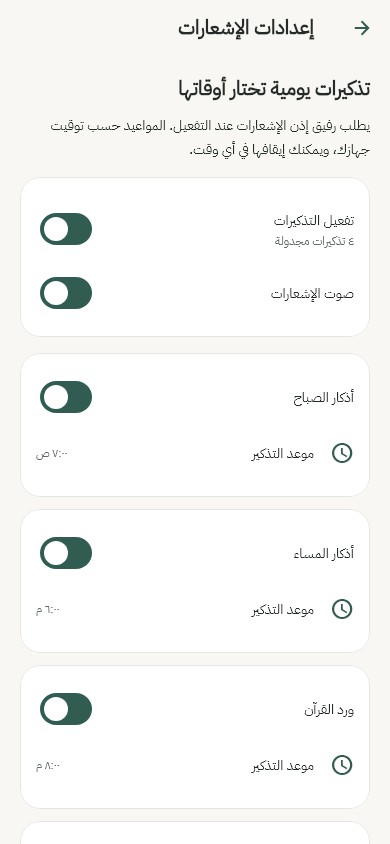 إعدادات الإشعارات
تذكيرات يومية تختار أوقاتها
يطلب رفيق إذن الإشعارات عند التفعيل. المواعيد حسب توقيت
جهازك، ويمكنك إيقافها في أي وقت.
تفعيل التذكيرات
٤ تذكيرات مجدولة
صوت الإشعارات
أذكار الصباح
موعد التذكير
٧:٠٠ ص
أذكار المساء
موعد التذكير
٦:٠٠ م
ورد القرآن
موعد التذكير
٨:٠٠ م